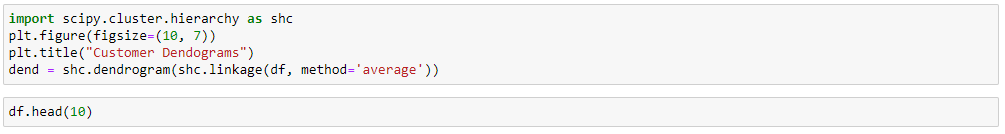 import scipy.cluster.hierarchy as shc
plt.figure(figsize=(10, 7))
plt.title("Customer Dendograms")
dend = shc.dendrogram(shc.linkage(df, method='average'))
df.head(10)